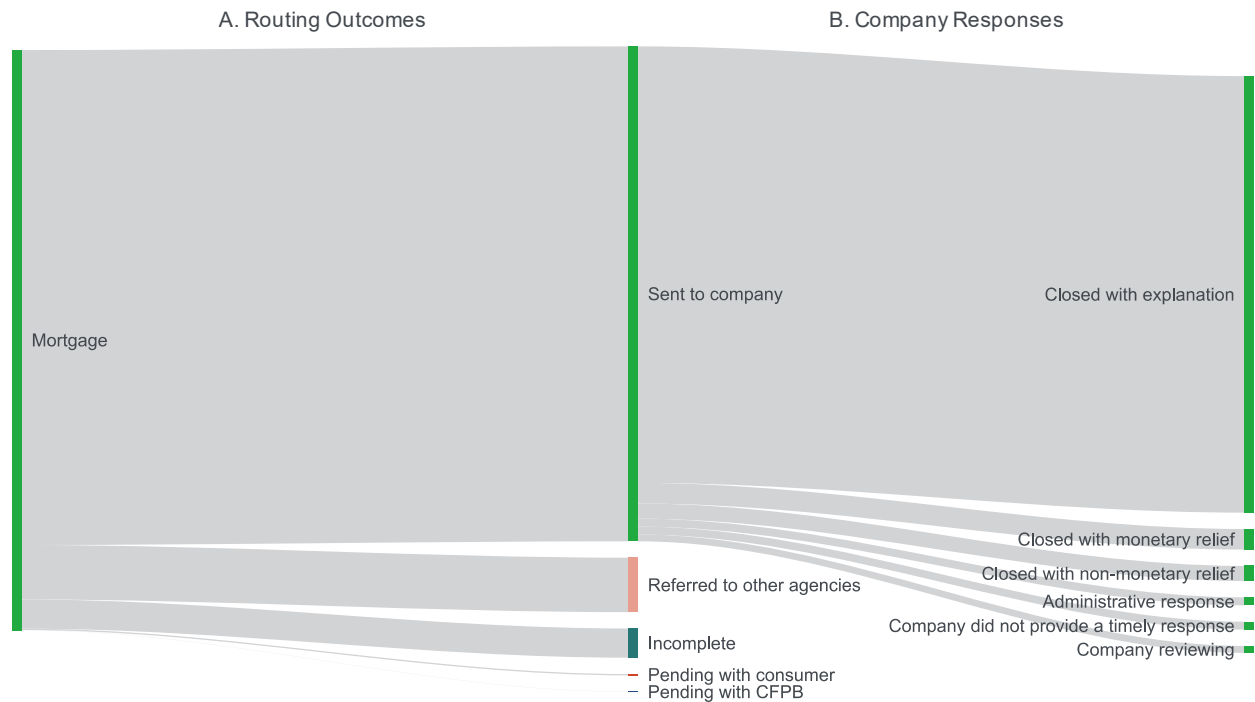 A. Routing Outcomes
B. Company Responses
Mortgage
Sent to company
Referred to other agencies
Incomplete
Pending with consumer
Pending with CFPB
Closed with explanation
Closed with monetary relief
Closed with non-monetary relief
Administrative response
Company did not provide a timely response
Company reviewing